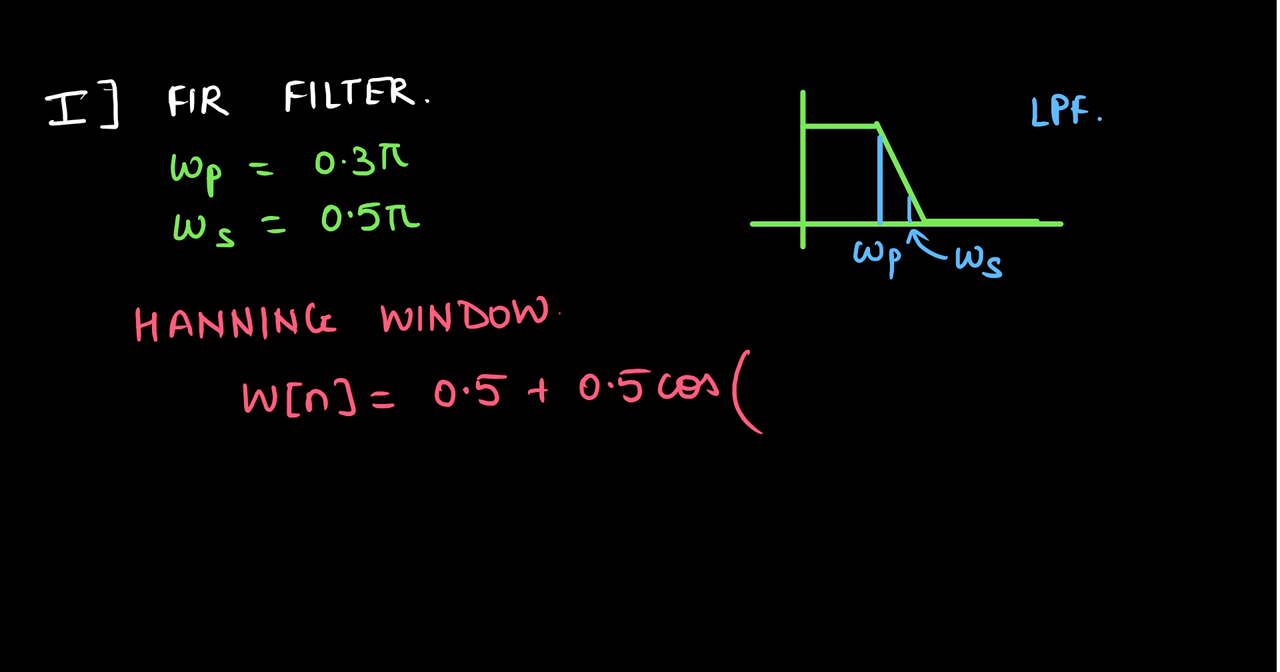 I] FIR FILTER.
LPF.
ωp = 0.3π
ωs = 0.5π
ωp ωs
HANNING WINDOW.
W[n] = 0.5 + 0.5 cos(